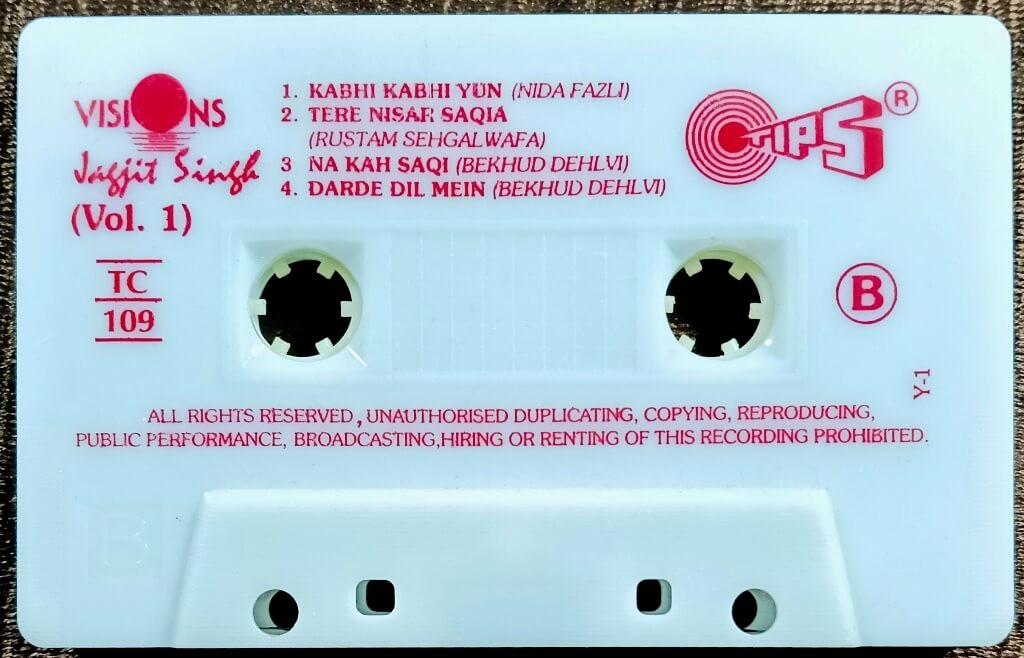 VISIONS
Jagjit Singh
(Vol. 1)
TC
109
1. KABHI KABHI YUN (NIDA FAZLI)
2. TERE NISAR SAQIA
(RUSTAM SEHGALWAFA)
3 NA KAH SAQI (BEKHUD DEHLVI)
4. DARDE DIL MEIN (BEKHUD DEHLVI)
TIPS ®
B
Y-1
ALL RIGHTS RESERVED, UNAUTHORISED DUPLICATING, COPYING, REPRODUCING,
PUBLIC PERFORMANCE, BROADCASTING,HIRING OR RENTING OF THIS RECORDING PROHIBITED.
B